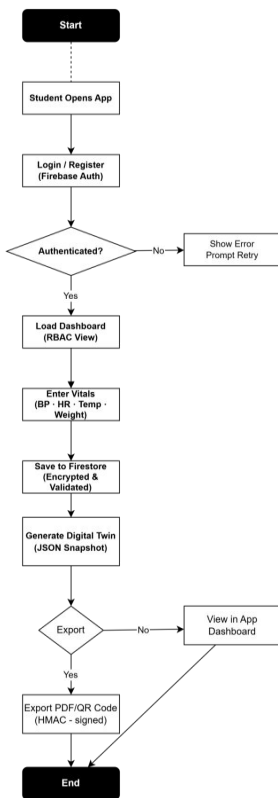 Start
Student Opens App
Login / Register
(Firebase Auth)
Authenticated?
No
Show Error
Prompt Retry
Yes
Load Dashboard
(RBAC View)
Enter Vitals
(BP · HR · Temp ·
Weight)
Save to Firestore
(Encrypted &
Validated)
Generate Digital Twin
(JSON Snapshot)
Export
No
View in App
Dashboard
Yes
Export PDF/QR Code
(HMAC - signed)
End